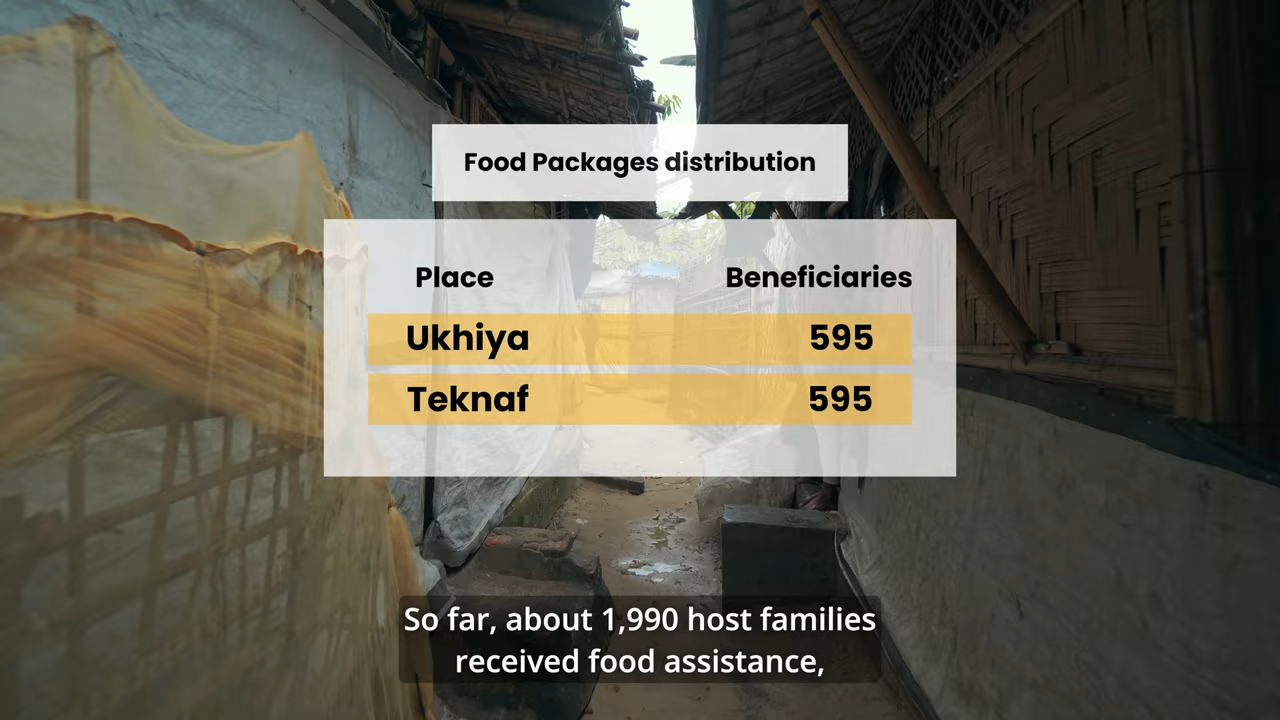 Food Packages distribution
Place Beneficiaries
Ukhiya 595
Teknaf 595
So far, about 1,990 host families
received food assistance,